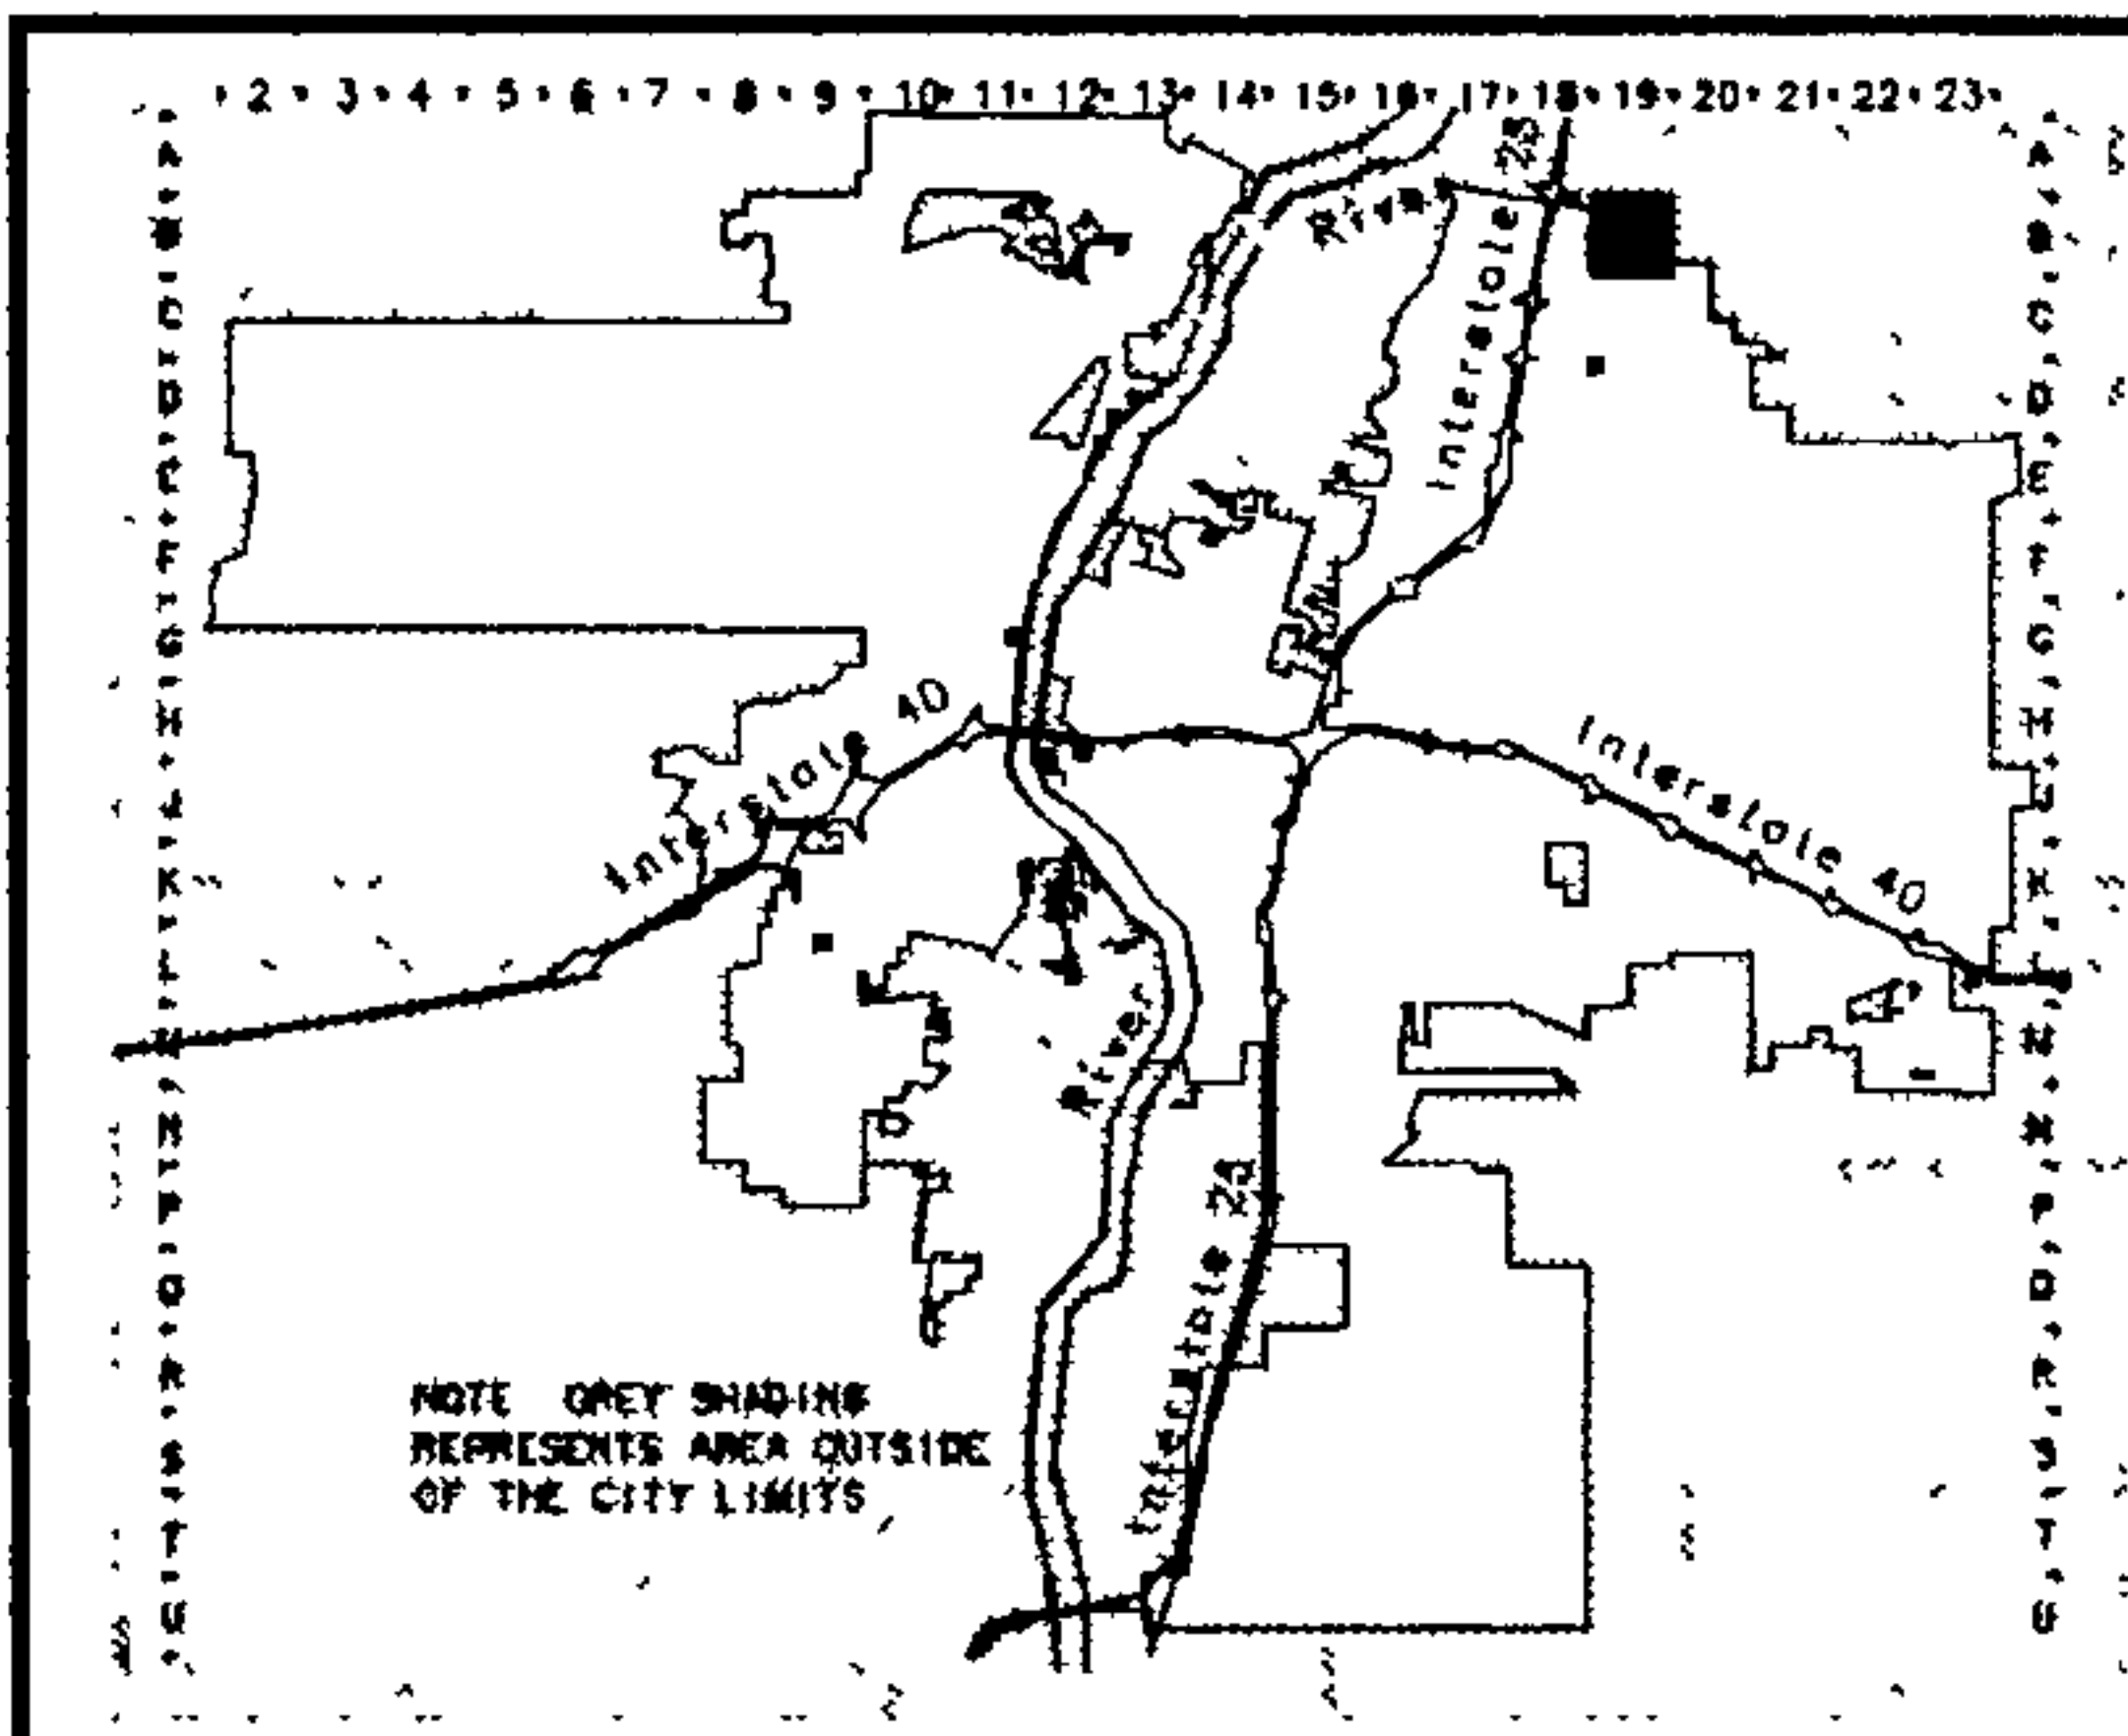 2 3 4 5 6 7 8 9 10 11 12 13 14 15 16 17 18 19 20 21 22 23
A
B
C
D
E
F
G
H
J
K
L
M
N
P
Q
R
S
T
U
River
Interstate 25
Interstate 40
Interstate 40
River
Interstate 25
NOTE GREY SHADING
REPRESENTS AREA OUTSIDE
OF THE CITY LIMITS
A
B
C
D
E
F
G
H
J
K
L
M
N
P
Q
R
S
T
U